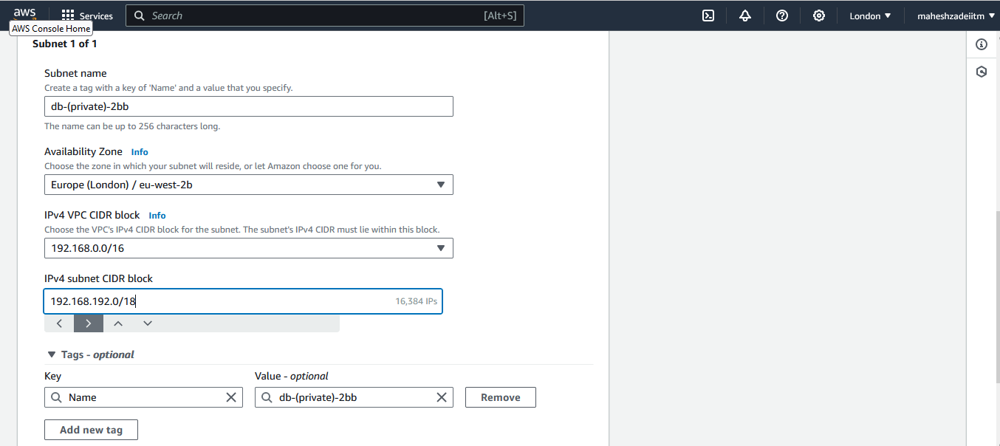 aws
Services
Search
[Alt+S]
London
maheshzadeiitm
AWS Console Home
Subnet 1 of 1
Subnet name
Create a tag with a key of 'Name' and a value that you specify.
db-(private)-2bb
The name can be up to 256 characters long.
Availability Zone Info
Choose the zone in which your subnet will reside, or let Amazon choose one for you.
Europe (London) / eu-west-2b
IPv4 VPC CIDR block Info
Choose the VPC's IPv4 CIDR block for the subnet. The subnet's IPv4 CIDR must lie within this block.
192.168.0.0/16
IPv4 subnet CIDR block
192.168.192.0/18
16,384 IPs
Tags - optional
Key
Value - optional
Name
db-(private)-2bb
Remove
Add new tag